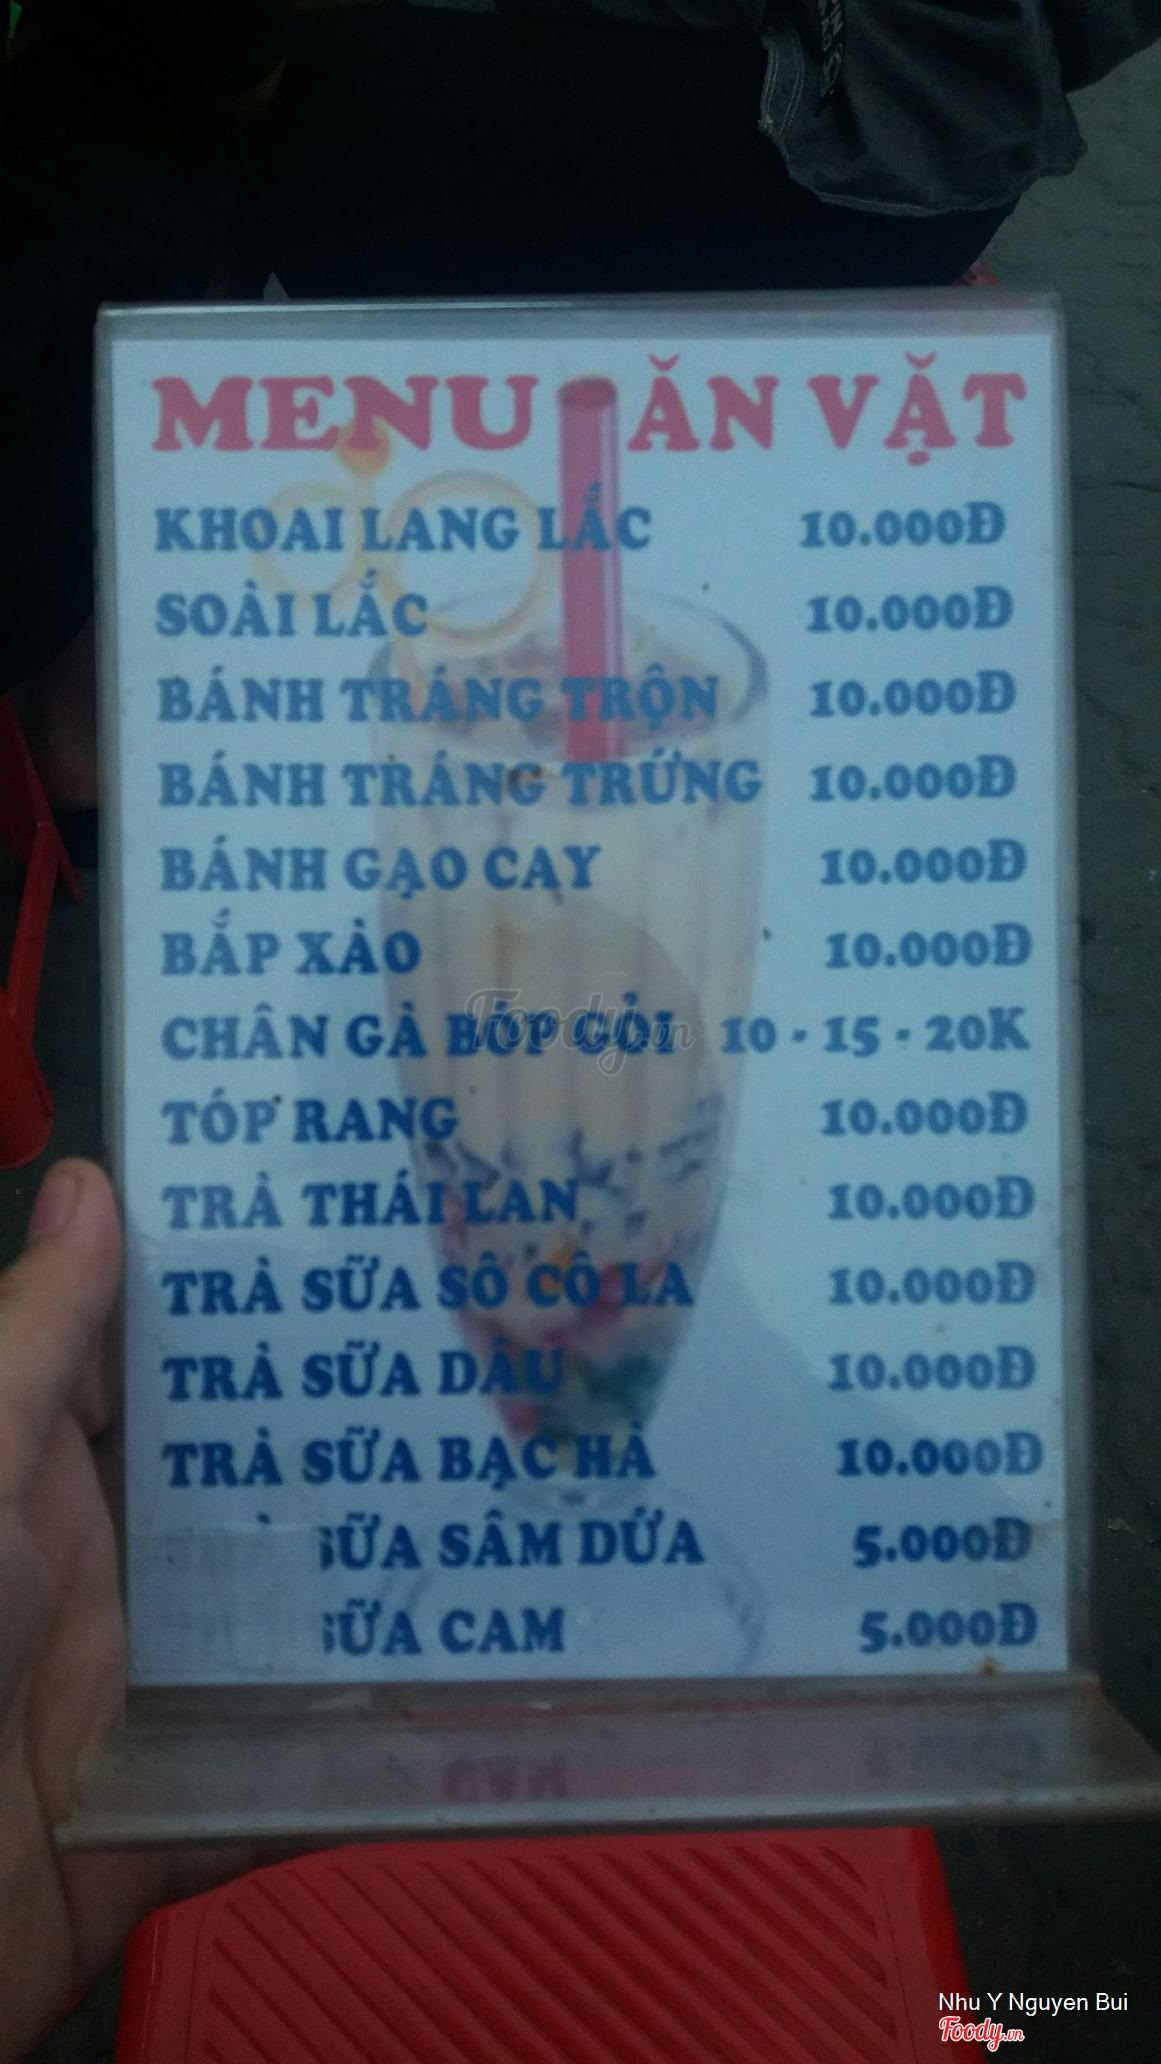 MENU ĂN VẶT
KHOAI LANG LẮC 10.000Đ
SOÀI LẮC 10.000Đ
BÁNH TRÁNG TRỘN 10.000Đ
BÁNH TRÁNG TRỨNG 10.000Đ
BÁNH GẠO CAY 10.000Đ
BẮP XÀO 10.000Đ
CHÂN GÀ BÓP GỎI 10 - 15 - 20K
TÓP RANG 10.000Đ
TRÀ THÁI LAN 10.000Đ
TRÀ SỮA SÔ CÔ LA 10.000Đ
TRÀ SỮA DÂU 10.000Đ
TRÀ SỮA BẠC HÀ 10.000Đ
SỮA SÂM DỨA 5.000Đ
SỮA CAM 5.000Đ
Foody.vn
Nhu Y Nguyen Bui
Foody.vn